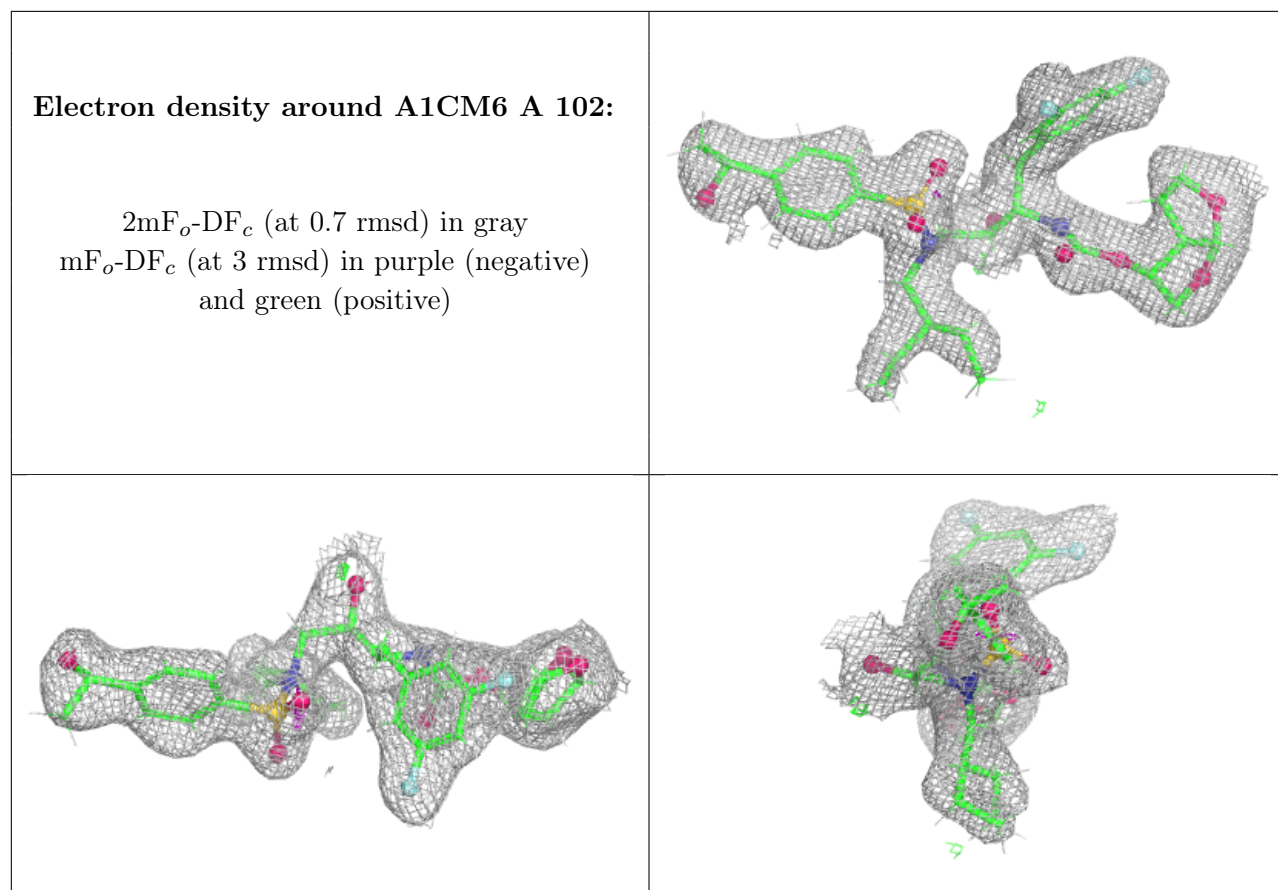 Electron density around A1CM6 A 102:
2mFo-DFc (at 0.7 rmsd) in gray
mFo-DFc (at 3 rmsd) in purple (negative)
and green (positive)